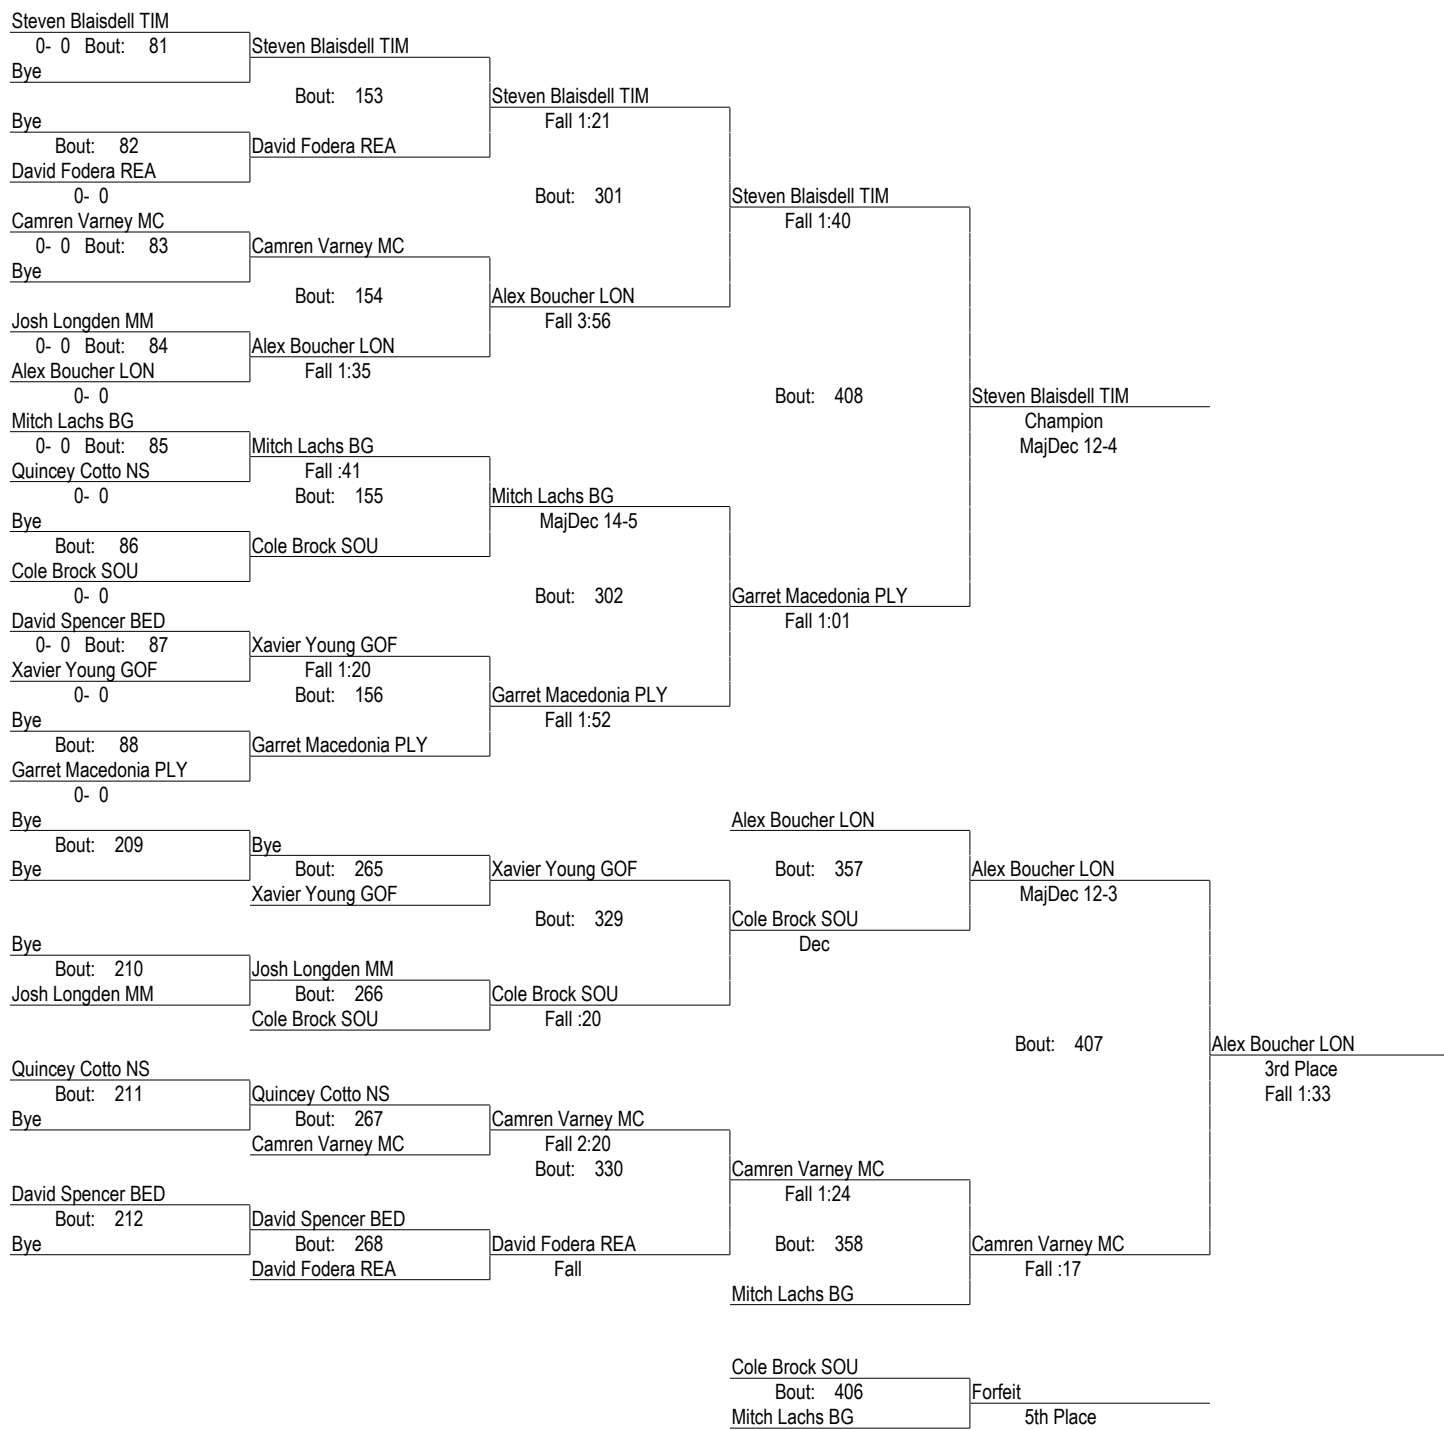 Steven Blaisdell TIM
0- 0 Bout: 81 Steven Blaisdell TIM
Bye
Bout: 153 Steven Blaisdell TIM
Bye Fall 1:21
Bout: 82 David Fodera REA
David Fodera REA
0- 0 Bout: 301 Steven Blaisdell TIM
Camren Varney MC Fall 1:40
0- 0 Bout: 83 Camren Varney MC
Bye
Bout: 154 Alex Boucher LON
Josh Longden MM Fall 3:56
0- 0 Bout: 84 Alex Boucher LON
Alex Boucher LON Fall 1:35
0- 0 Bout: 408 Steven Blaisdell TIM
Mitch Lachs BG Champion
0- 0 Bout: 85 Mitch Lachs BG MajDec 12-4
Quincey Cotto NS Fall :41
0- 0 Bout: 155 Mitch Lachs BG
Bye MajDec 14-5
Bout: 86 Cole Brock SOU
Cole Brock SOU
0- 0 Bout: 302 Garret Macedonia PLY
David Spencer BED Fall 1:01
0- 0 Bout: 87 Xavier Young GOF
Xavier Young GOF Fall 1:20
0- 0 Bout: 156 Garret Macedonia PLY
Bye Fall 1:52
Bout: 88 Garret Macedonia PLY
Garret Macedonia PLY
0- 0
Bye Alex Boucher LON
Bout: 209 Bye
Bye Bout: 265 Xavier Young GOF Bout: 357 Alex Boucher LON
Xavier Young GOF MajDec 12-3
Bout: 329 Cole Brock SOU
Bye Dec
Bout: 210 Josh Longden MM
Josh Longden MM Bout: 266 Cole Brock SOU
Cole Brock SOU Fall :20
Bout: 407 Alex Boucher LON
Quincey Cotto NS 3rd Place
Bout: 211 Quincey Cotto NS Fall 1:33
Bye Bout: 267 Camren Varney MC
Camren Varney MC Fall 2:20
Bout: 330 Camren Varney MC
David Spencer BED Fall 1:24
Bout: 212 David Spencer BED
Bye Bout: 268 David Fodera REA Bout: 358 Camren Varney MC
David Fodera REA Fall Fall :17
Mitch Lachs BG
Cole Brock SOU
Bout: 406 Forfeit
Mitch Lachs BG 5th Place